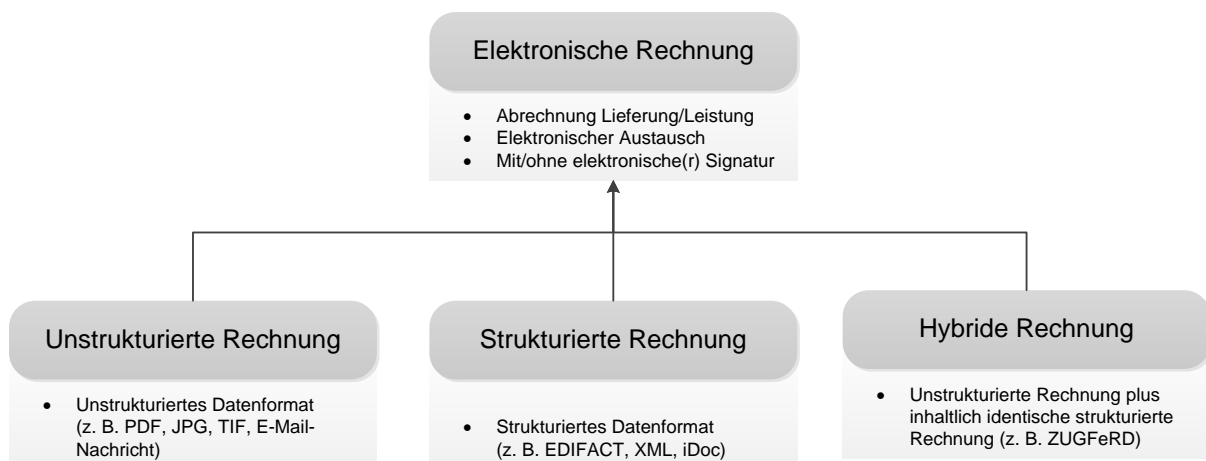 Elektronische Rechnung
• Abrechnung Lieferung/Leistung
• Elektronischer Austausch
• Mit/ohne elektronische(r) Signatur
Unstrukturierte Rechnung
• Unstrukturiertes Datenformat
(z. B. PDF, JPG, TIF, E-Mail-
Nachricht)
Strukturierte Rechnung
• Strukturiertes Datenformat
(z. B. EDIFACT, XML, iDoc)
Hybride Rechnung
• Unstrukturierte Rechnung plus
inhaltlich identische strukturierte
Rechnung (z. B. ZUGFeRD)